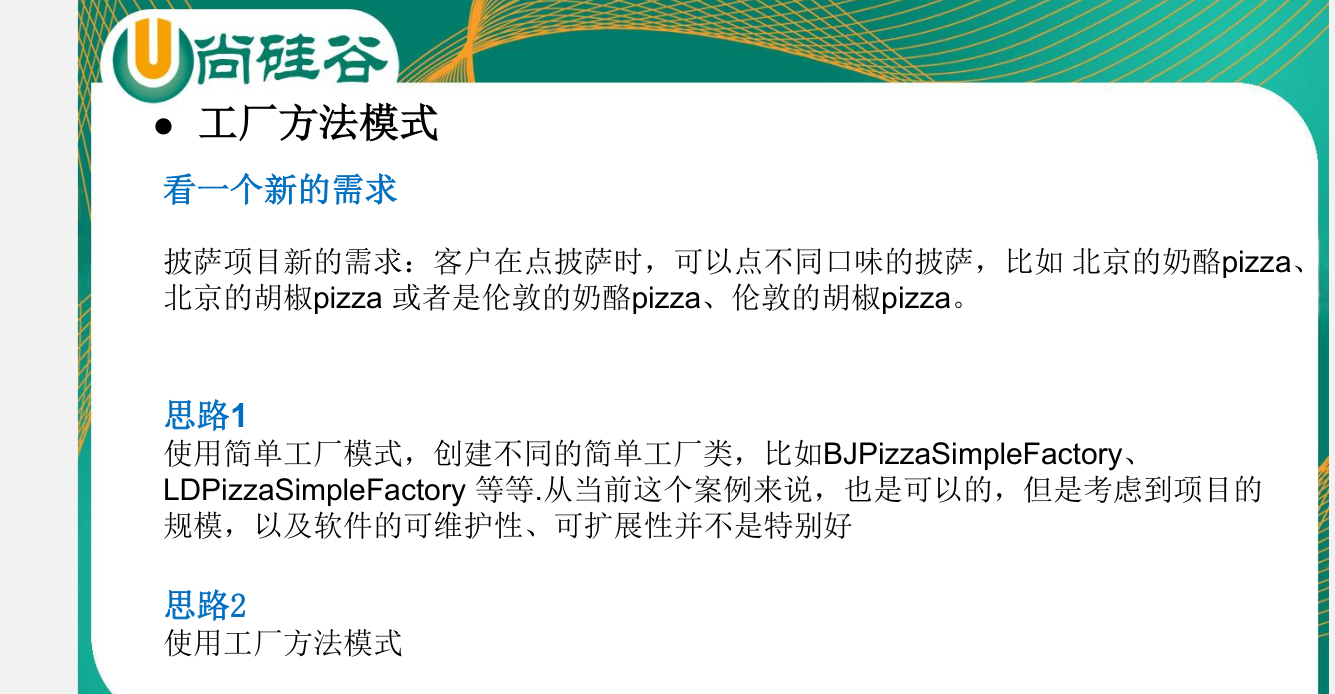 尚硅谷
● 工厂方法模式
看一个新的需求
披萨项目新的需求：客户在点披萨时，可以点不同口味的披萨，比如 北京的奶酪pizza、
北京的胡椒pizza 或者是伦敦的奶酪pizza、伦敦的胡椒pizza。
思路1
使用简单工厂模式，创建不同的简单工厂类，比如BJPizzaSimpleFactory、
LDPizzaSimpleFactory 等等.从当前这个案例来说，也是可以的，但是考虑到项目的
规模，以及软件的可维护性、可扩展性并不是特别好
思路2
使用工厂方法模式